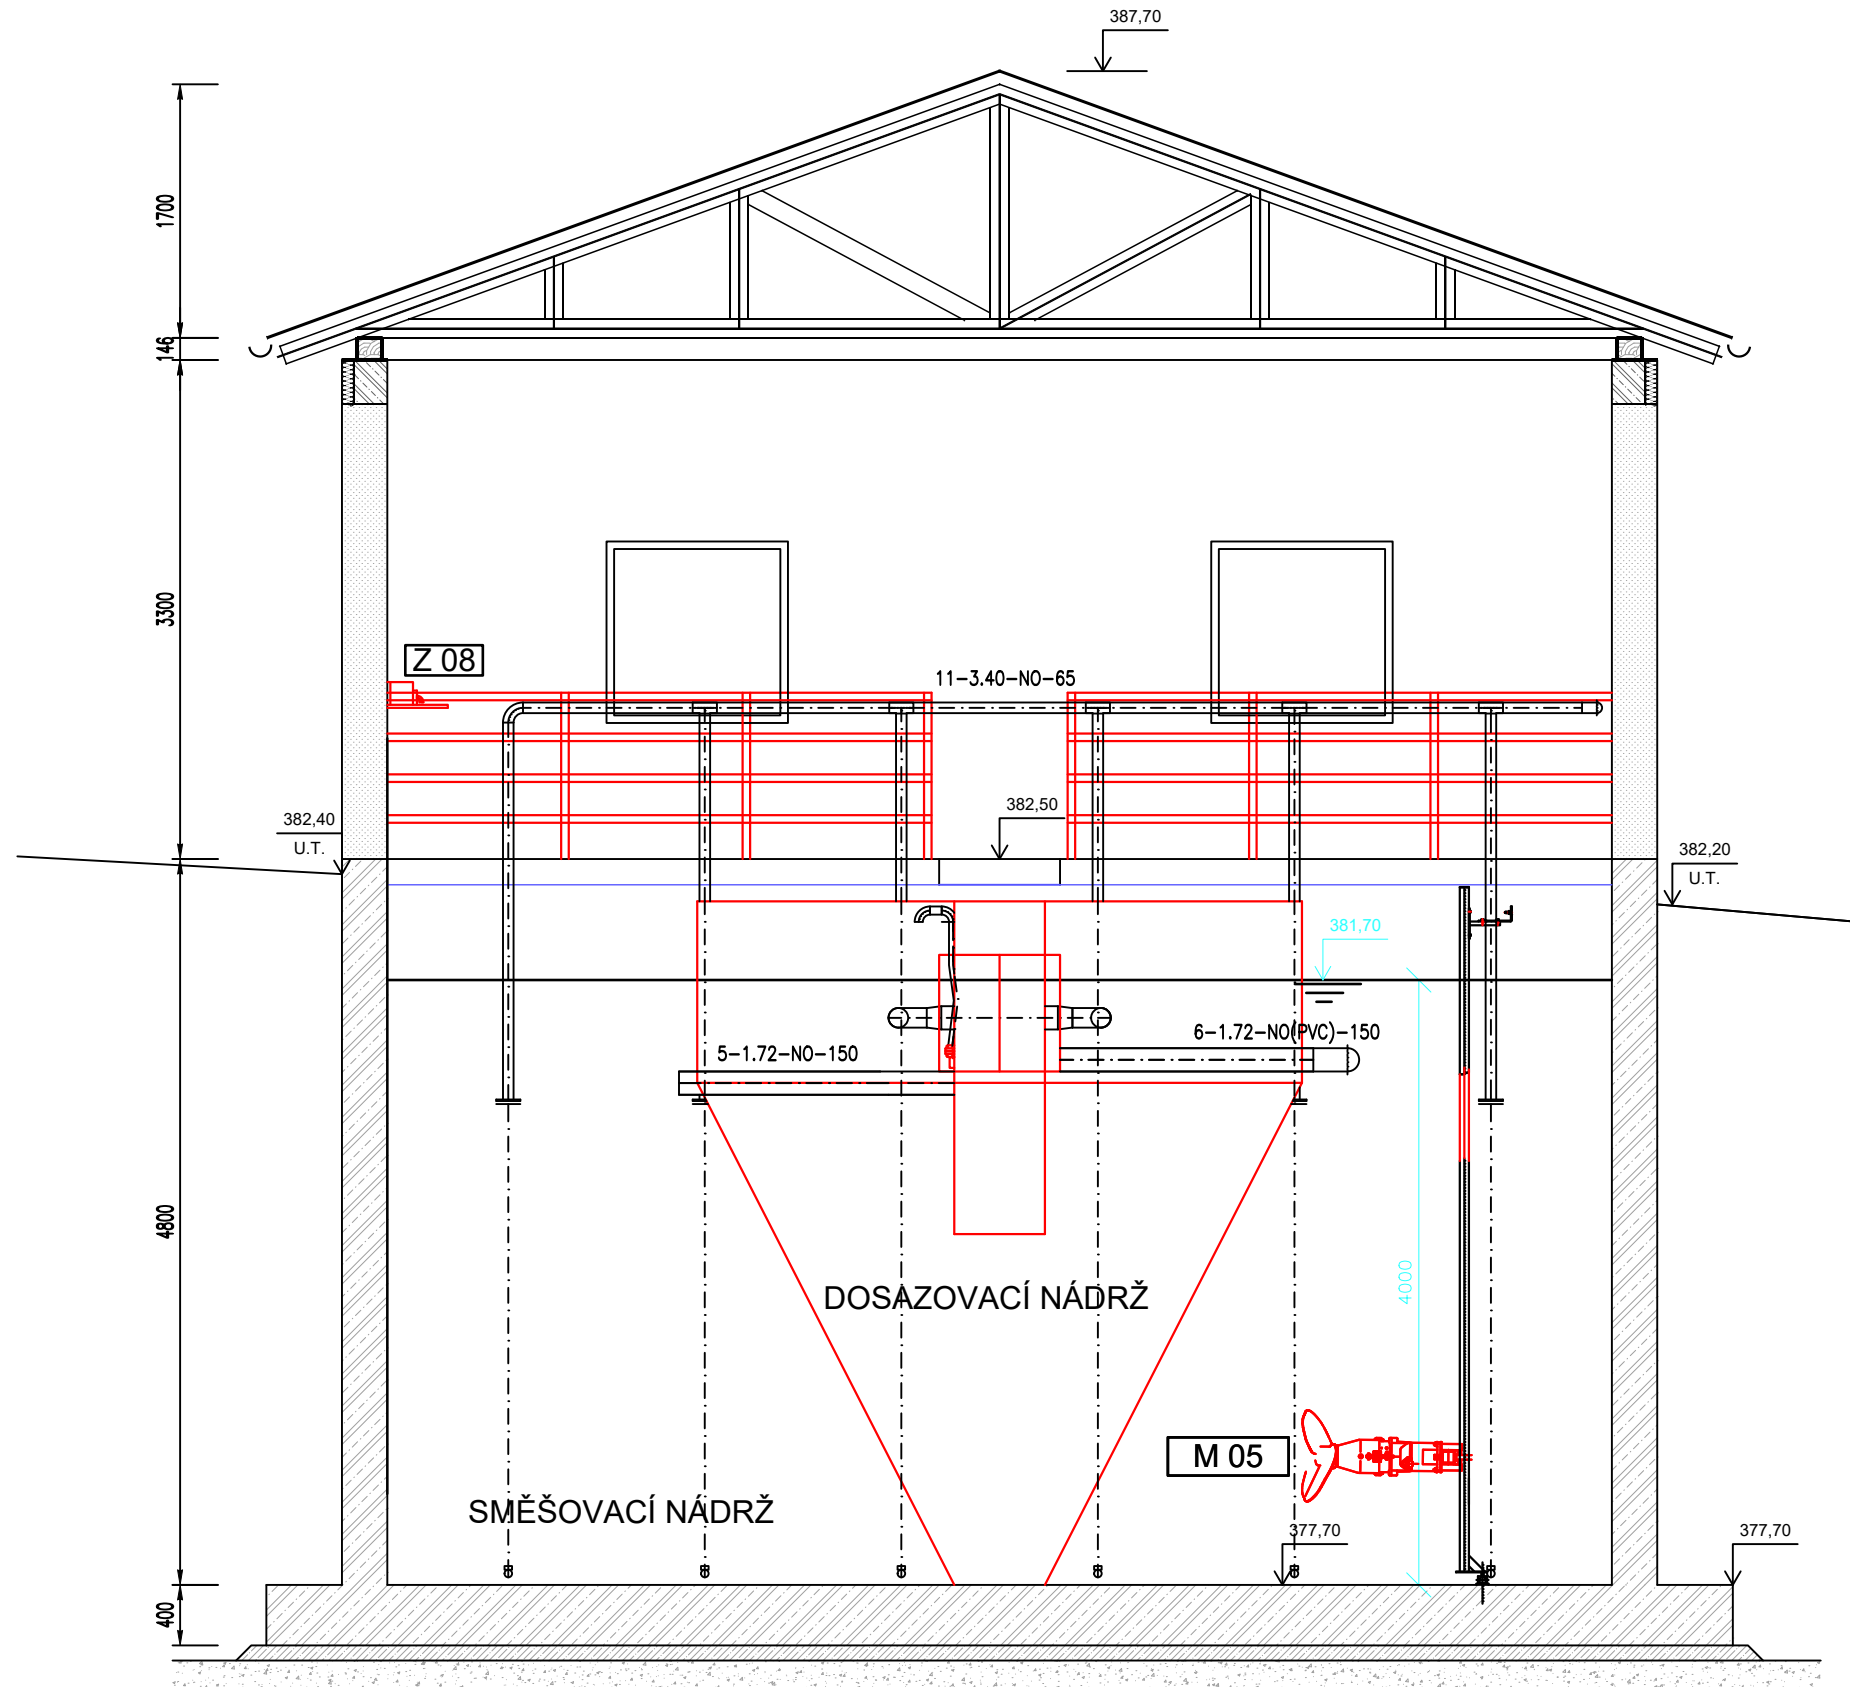 387,70
1700
146
3300
Z 08
11-3.40-NO-65
382,50
382,40
U.T.
382,20
U.T.
381,70
6-1.72-NO(PVC)-150
5-1.72-NO-150
4800
4000
DOSAZOVACÍ NÁDRŽ
M 05
SMĚŠOVACÍ NÁDRŽ
377,70
377,70
400